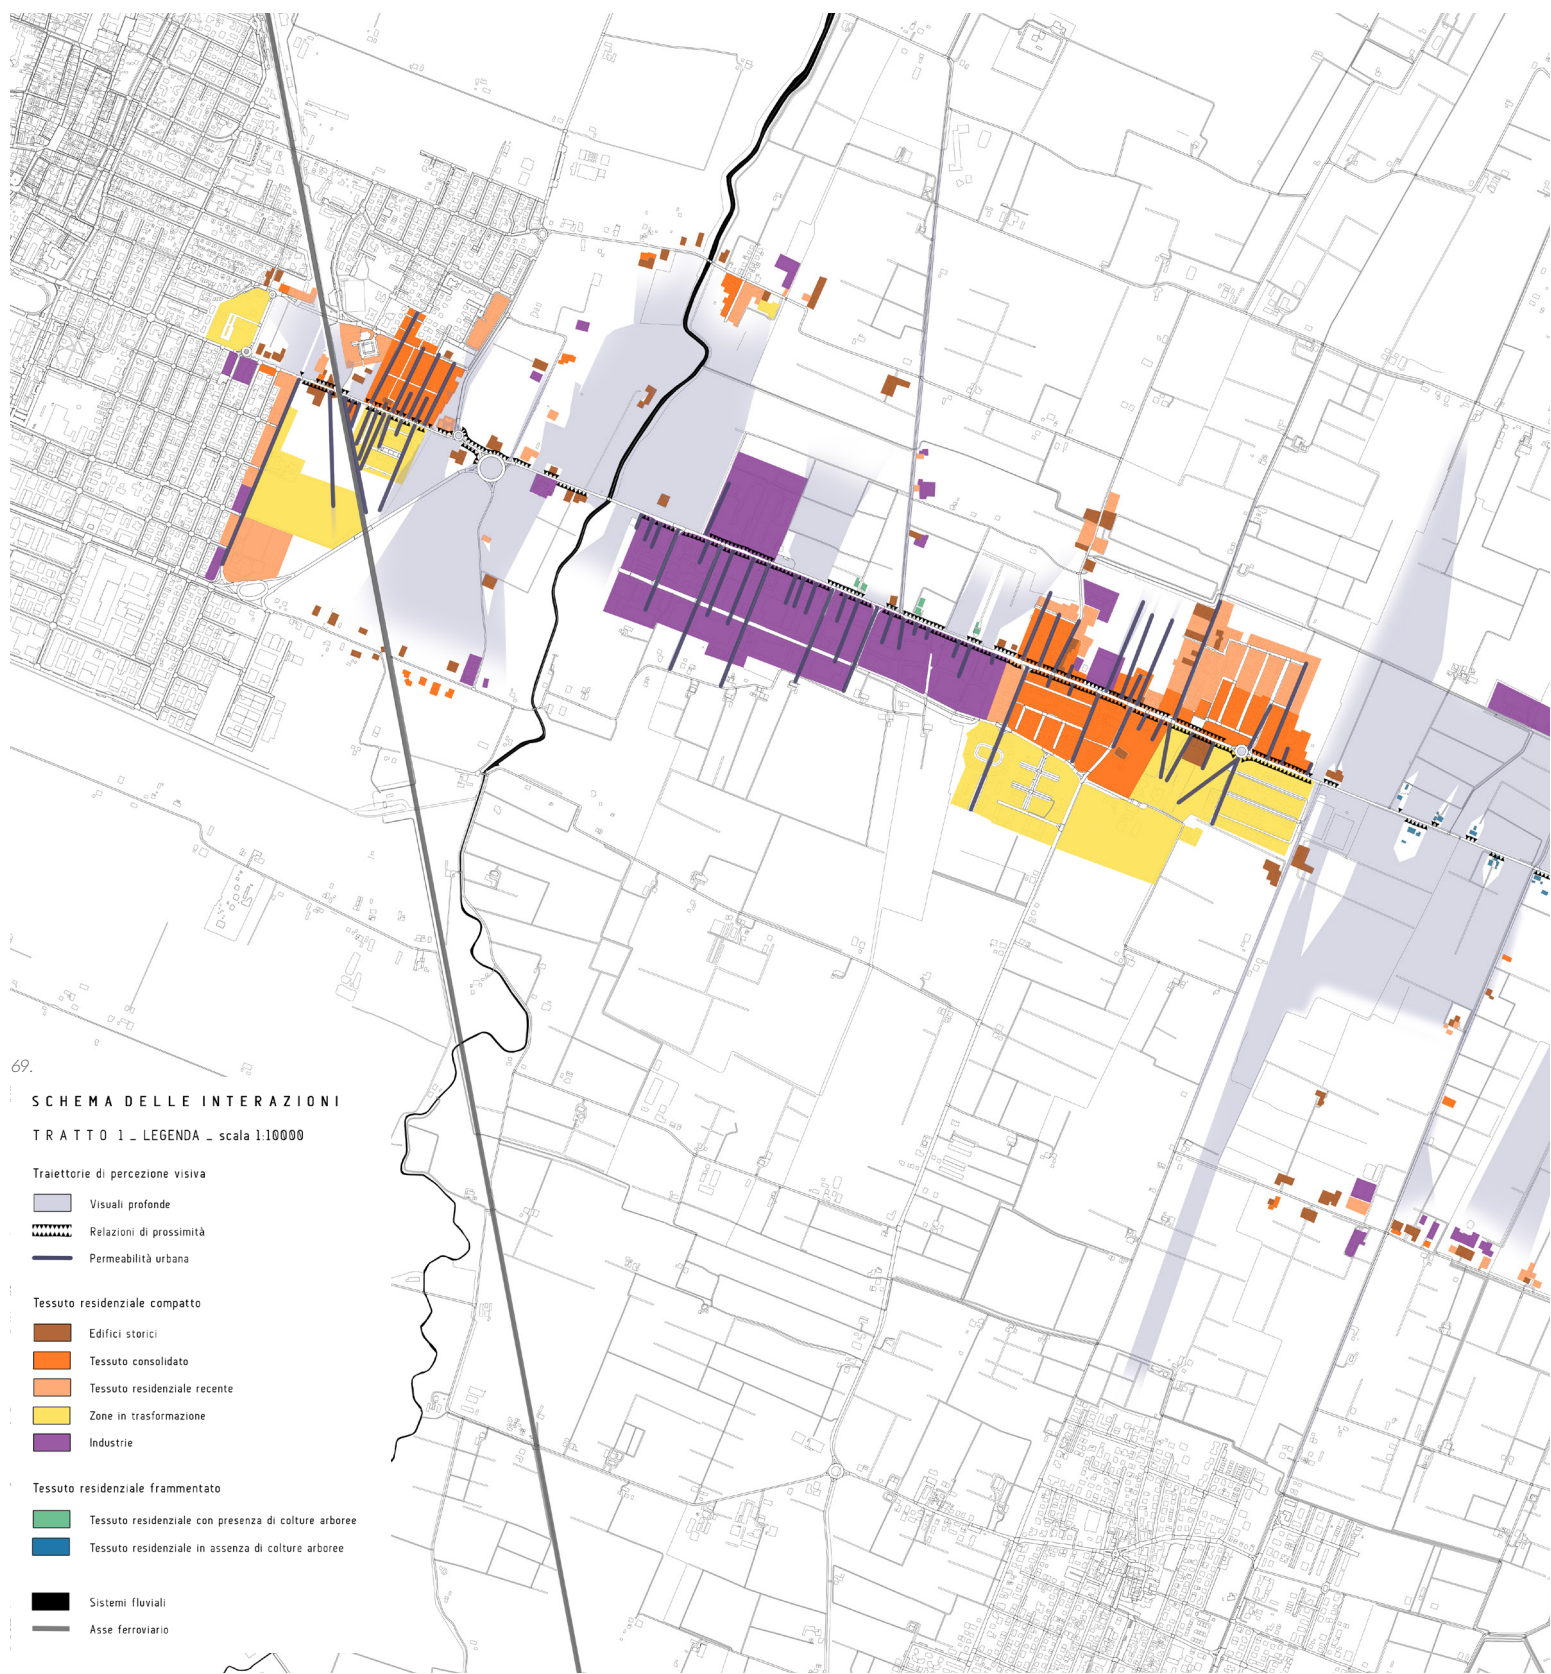 69.
SCHEMA DELLE INTERAZIONI
TRATTO 1 _ LEGENDA _ scala 1:10000
Traiettorie di percezione visiva
Visuali profonde
Relazioni di prossimità
Permeabilità urbana
Tessuto residenziale compatto
Edifici storici
Tessuto consolidato
Tessuto residenziale recente
Zone in trasformazione
Industrie
Tessuto residenziale frammentato
Tessuto residenziale con presenza di colture arboree
Tessuto residenziale in assenza di colture arboree
Sistemi fluviali
Asse ferroviario